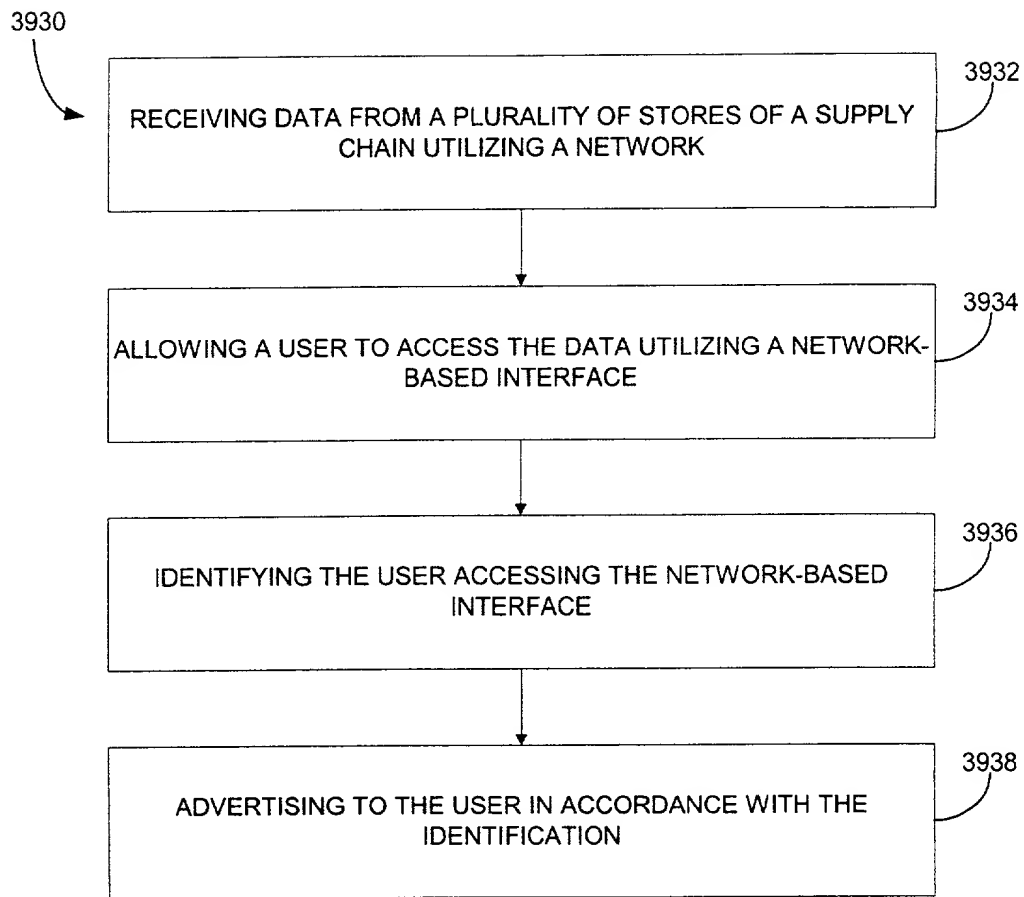 3930
3932
RECEIVING DATA FROM A PLURALITY OF STORES OF A SUPPLY
CHAIN UTILIZING A NETWORK
3934
ALLOWING A USER TO ACCESS THE DATA UTILIZING A NETWORK-
BASED INTERFACE
3936
IDENTIFYING THE USER ACCESSING THE NETWORK-BASED
INTERFACE
3938
ADVERTISING TO THE USER IN ACCORDANCE WITH THE
IDENTIFICATION